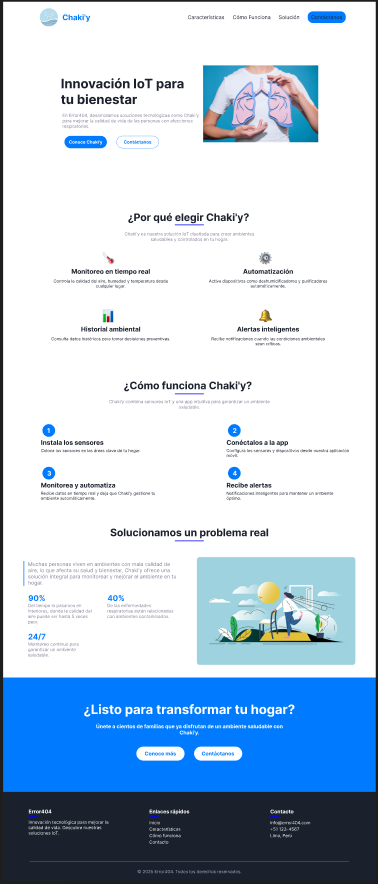 Chaki'y
Características Cómo Funciona Solución Contáctanos
Innovación IoT para
tu bienestar
En Error404, desarrollamos soluciones tecnológicas como Chaki'y
para mejorar la calidad de vida de las personas con afecciones
respiratorias.
Conoce Chaki'y Contáctanos
¿Por qué elegir Chaki'y?
Chaki'y es nuestra solución IoT diseñada para crear ambientes
saludables y controlados en tu hogar.
Monitoreo en tiempo real
Controla la calidad del aire, humedad y temperatura desde
cualquier lugar.
Automatización
Activa dispositivos como deshumidificadores y purificadores
automáticamente.
Historial ambiental
Consulta datos históricos para tomar decisiones preventivas.
Alertas inteligentes
Recibe notificaciones cuando las condiciones ambientales
sean críticas.
¿Cómo funciona Chaki'y?
Chaki'y combina sensores IoT y una app intuitiva para garantizar un ambiente
saludable.
1
Instala los sensores
Coloca los sensores en las áreas clave de tu hogar.
2
Conéctalos a la app
Configura los sensores y dispositivos desde nuestra aplicación
móvil.
3
Monitorea y automatiza
Recibe datos en tiempo real y deja que Chaki'y gestione tu
ambiente automáticamente.
4
Recibe alertas
Notificaciones inteligentes para mantener un ambiente
óptimo.
Solucionamos un problema real
Muchas personas viven en ambientes con mala calidad de
aire, lo que afecta su salud y bienestar. Chaki'y ofrece una
solución integral para monitorear y mejorar el ambiente en tu
hogar.
90%
Del tiempo lo pasamos en
interiores, donde la calidad del
aire puede ser hasta 5 veces
peor.
40%
De las enfermedades
respiratorias están relacionadas
con ambientes contaminados.
24/7
Monitoreo continuo para
garantizar un ambiente
saludable.
¿Listo para transformar tu hogar?
Únete a cientos de familias que ya disfrutan de un ambiente saludable con
Chaki'y.
Conoce más Contáctanos
Error404
Innovación tecnológica para mejorar la
calidad de vida. Descubre nuestras
soluciones IoT.
Enlaces rápidos
Inicio
Características
Cómo Funciona
Contacto
Contacto
info@error404.com
+51 123-4567
Lima, Perú
© 2025 Error404. Todos los derechos reservados.